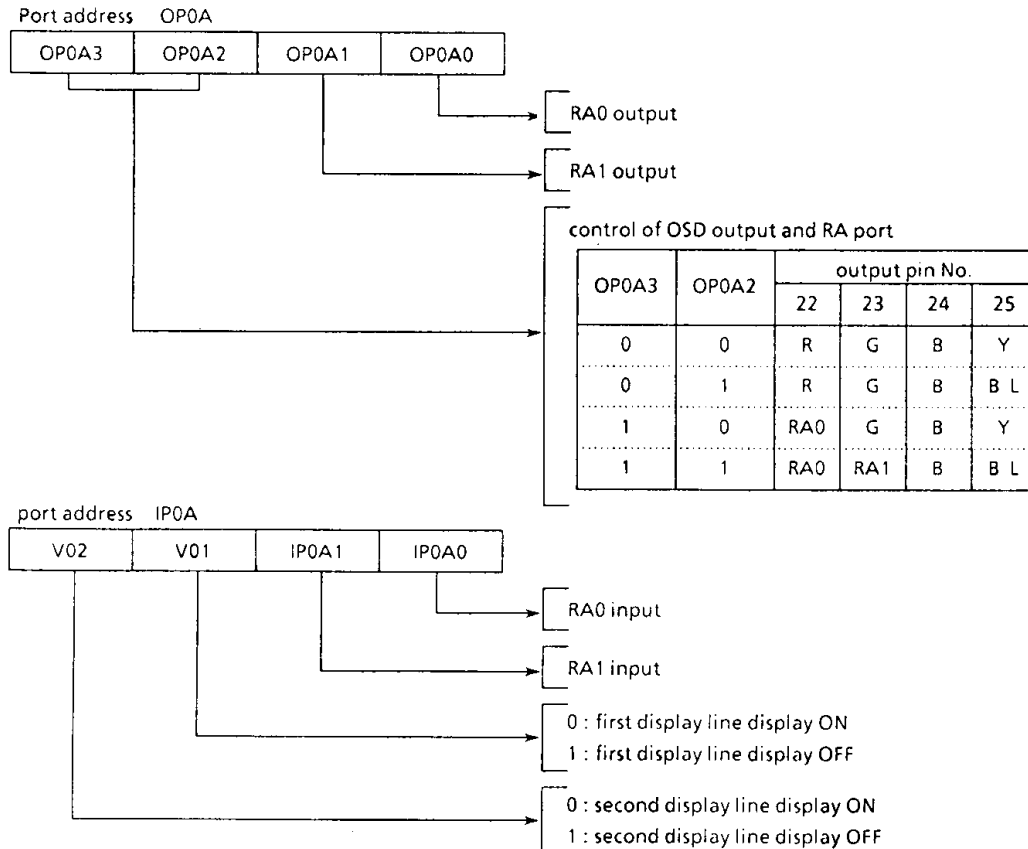 Port address OP0A
OP0A3 OP0A2 OP0A1 OP0A0
RA0 output
RA1 output
control of OSD output and RA port
OP0A3 OP0A2 output pin No.
22 23 24 25
0 0 R G B Y
0 1 R G B B L
1 0 RA0 G B Y
1 1 RA0 RA1 B B L
port address IP0A
V02 V01 IP0A1 IP0A0
RA0 input
RA1 input
0 : first display line display ON
1 : first display line display OFF
0 : second display line display ON
1 : second display line display OFF